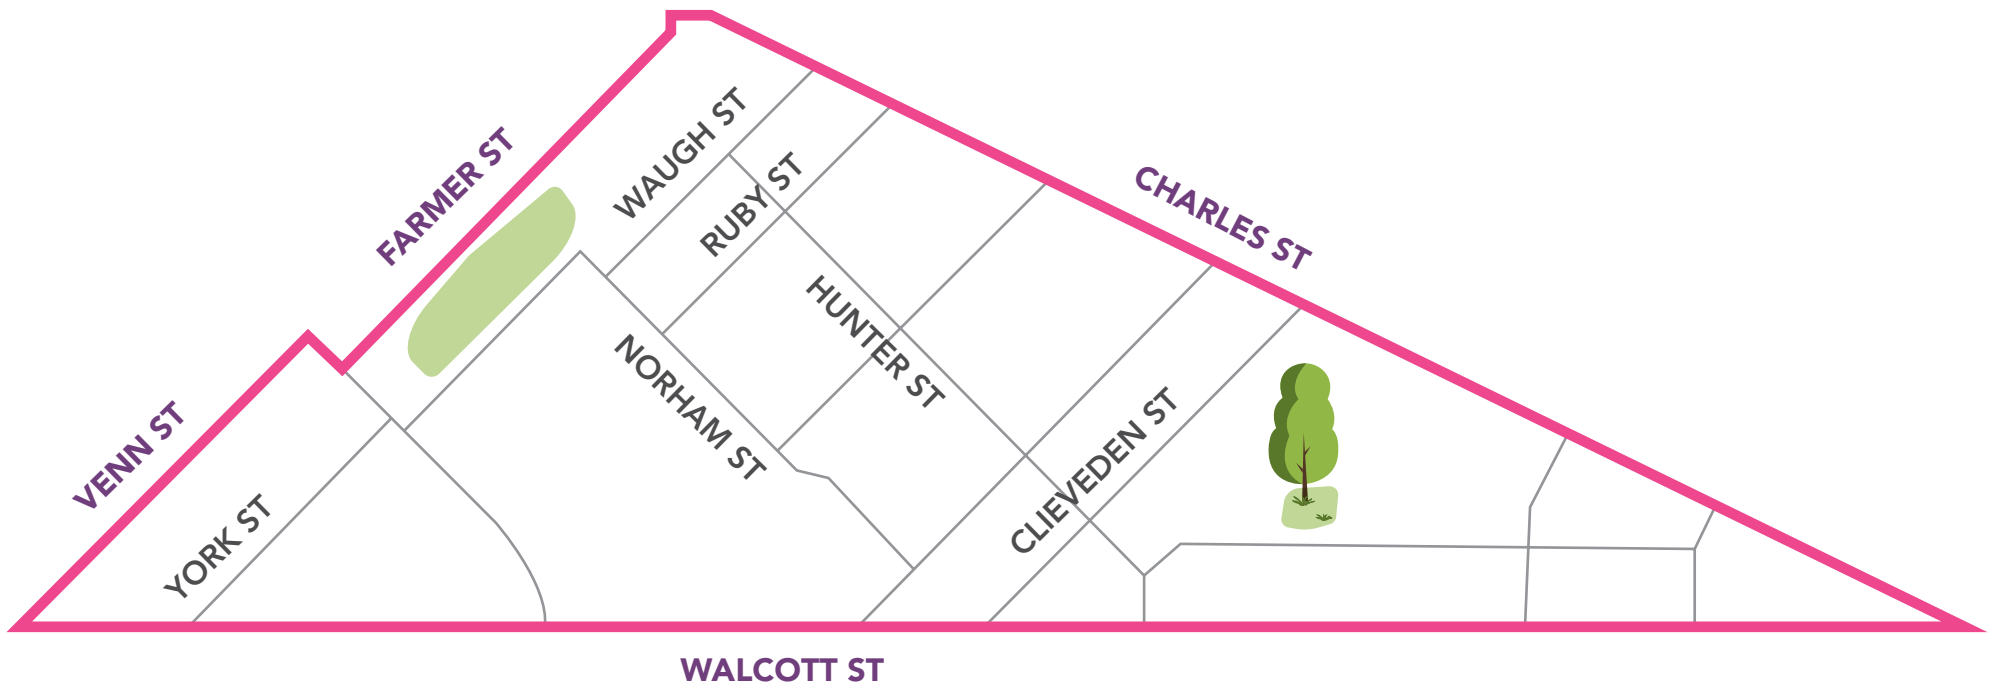 WAUGH ST
FARMER ST
RUBY ST
CHARLES ST
HUNTER ST
NORHAM ST
VENN ST
CLIEVEDEN ST
YORK ST
WALCOTT ST